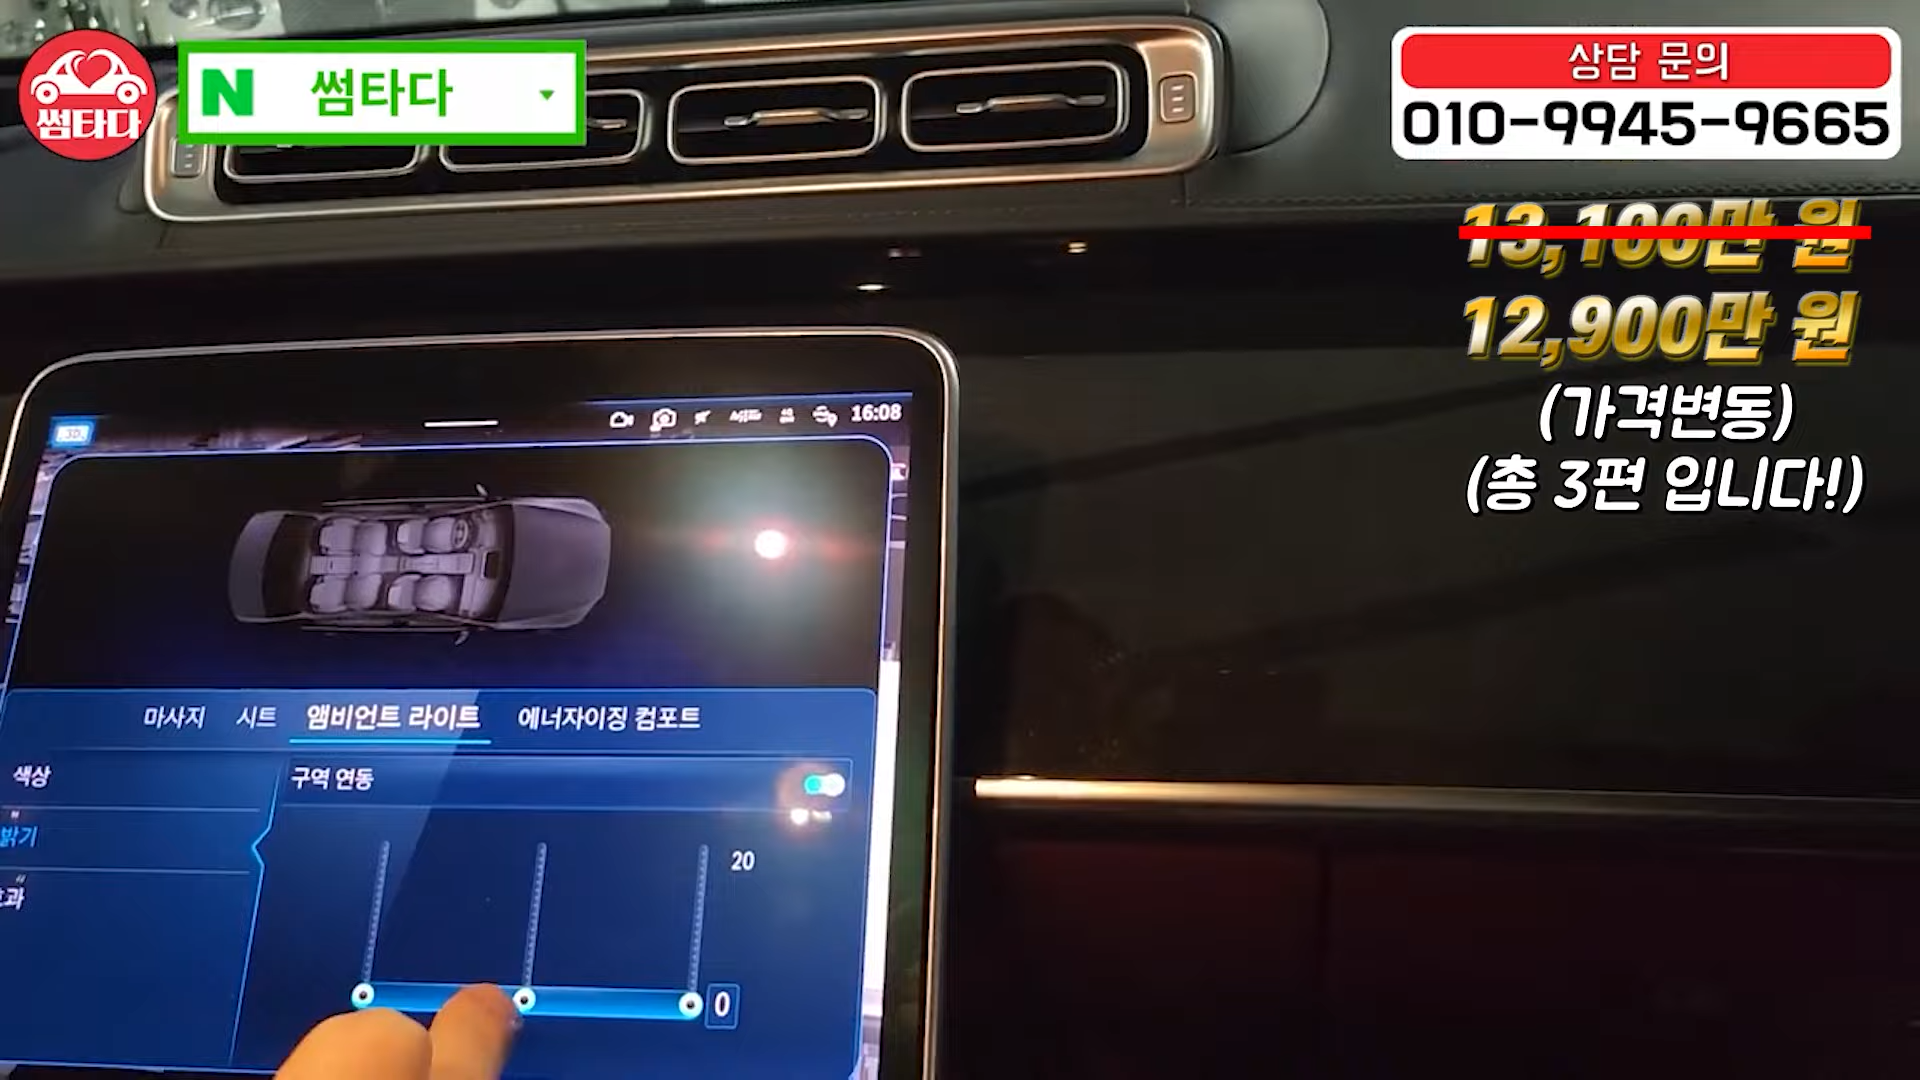 썸타다
N 썸타다
상담 문의
010-9945-9665
13,100만 원
12,900만 원
(가격변동)
(총 3편 입니다!)
16:08
마사지 시트 앰비언트 라이트 에너자이징 컴포트
색상
구역 연동
밝기
20
0